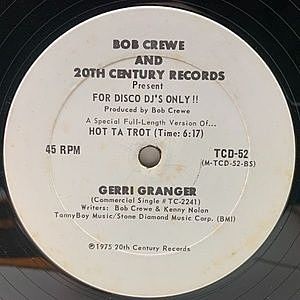 BOB CREWE
AND
20TH CENTURY RECORDS
Present
FOR DISCO DJ'S ONLY!!
Produced by Bob Crewe
A Special Full-Length Version Of...
HOT TA TROT (Time: 6:17)
45 RPM
TCD-52
(M-TCD-52-BS)
GERRI GRANGER
(Commercial Single # TC-2241)
Writers: Bob Crewe & Kenny Nolan
TannyBoy Music/Stone Diamond Music Corp. (BMI)
℗1975 20th Century Records